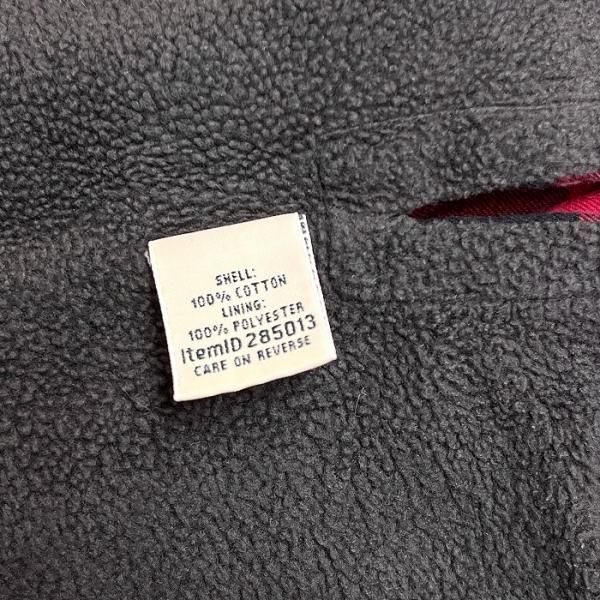 SHELL:
100% COTTON
LINING:
100% POLYESTER
ItemID 285013
CARE ON REVERSE